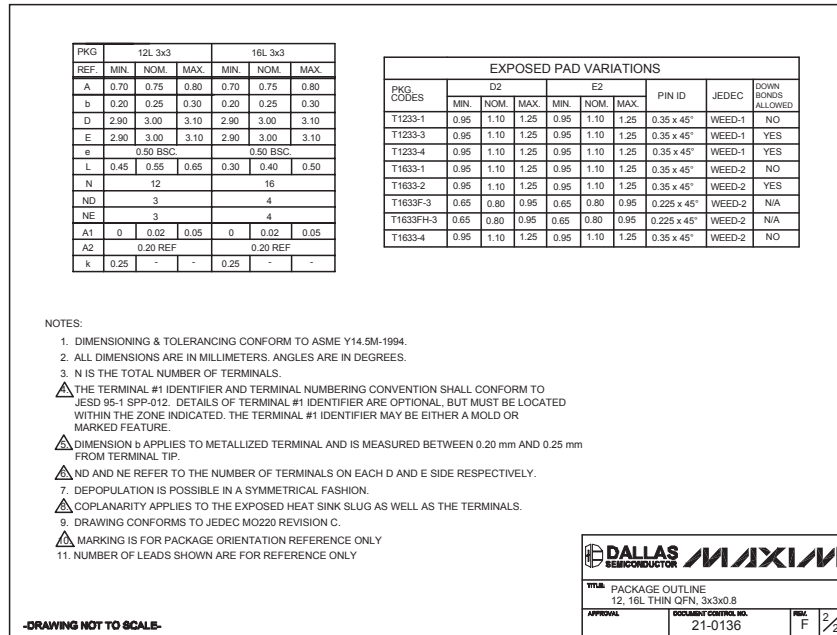 PKG 12L 3x3 16L 3x3
REF. MIN. NOM. MAX. MIN. NOM. MAX.
A 0.70 0.75 0.80 0.70 0.75 0.80
b 0.20 0.25 0.30 0.20 0.25 0.30
D 2.90 3.00 3.10 2.90 3.00 3.10
E 2.90 3.00 3.10 2.90 3.00 3.10
e 0.50 BSC. 0.50 BSC.
L 0.45 0.55 0.65 0.30 0.40 0.50
N 12 16
ND 3 4
NE 3 4
A1 0 0.02 0.05 0 0.02 0.05
A2 0.20 REF 0.20 REF
k 0.25 - - 0.25 - -
EXPOSED PAD VARIATIONS
PKG. CODES D2 E2 PIN ID JEDEC DOWN BONDS ALLOWED
MIN. NOM. MAX. MIN. NOM. MAX.
T1233-1 0.95 1.10 1.25 0.95 1.10 1.25 0.35 x 45° WEED-1 NO
T1233-3 0.95 1.10 1.25 0.95 1.10 1.25 0.35 x 45° WEED-1 YES
T1233-4 0.95 1.10 1.25 0.95 1.10 1.25 0.35 x 45° WEED-1 YES
T1633-1 0.95 1.10 1.25 0.95 1.10 1.25 0.35 x 45° WEED-2 NO
T1633-2 0.95 1.10 1.25 0.95 1.10 1.25 0.35 x 45° WEED-2 YES
T1633F-3 0.65 0.80 0.95 0.65 0.80 0.95 0.225 x 45° WEED-2 N/A
T1633FH-3 0.65 0.80 0.95 0.65 0.80 0.95 0.225 x 45° WEED-2 N/A
T1633-4 0.95 1.10 1.25 0.95 1.10 1.25 0.35 x 45° WEED-2 NO
NOTES:
1. DIMENSIONING & TOLERANCING CONFORM TO ASME Y14.5M-1994.
2. ALL DIMENSIONS ARE IN MILLIMETERS. ANGLES ARE IN DEGREES.
3. N IS THE TOTAL NUMBER OF TERMINALS.
4. THE TERMINAL #1 IDENTIFIER AND TERMINAL NUMBERING CONVENTION SHALL CONFORM TO
JESD 95-1 SPP-012. DETAILS OF TERMINAL #1 IDENTIFIER ARE OPTIONAL, BUT MUST BE LOCATED
WITHIN THE ZONE INDICATED. THE TERMINAL #1 IDENTIFIER MAY BE EITHER A MOLD OR
MARKED FEATURE.
5. DIMENSION b APPLIES TO METALLIZED TERMINAL AND IS MEASURED BETWEEN 0.20 mm AND 0.25 mm
FROM TERMINAL TIP.
6. ND AND NE REFER TO THE NUMBER OF TERMINALS ON EACH D AND E SIDE RESPECTIVELY.
7. DEPOPULATION IS POSSIBLE IN A SYMMETRICAL FASHION.
8. COPLANARITY APPLIES TO THE EXPOSED HEAT SINK SLUG AS WELL AS THE TERMINALS.
9. DRAWING CONFORMS TO JEDEC MO220 REVISION C.
10. MARKING IS FOR PACKAGE ORIENTATION REFERENCE ONLY
11. NUMBER OF LEADS SHOWN ARE FOR REFERENCE ONLY
-DRAWING NOT TO SCALE-
DALLAS SEMICONDUCTOR MAXIM
TITLE: PACKAGE OUTLINE
12, 16L THIN QFN, 3x3x0.8
APPROVAL DOCUMENT CONTROL NO. REV.
21-0136 F 2/2